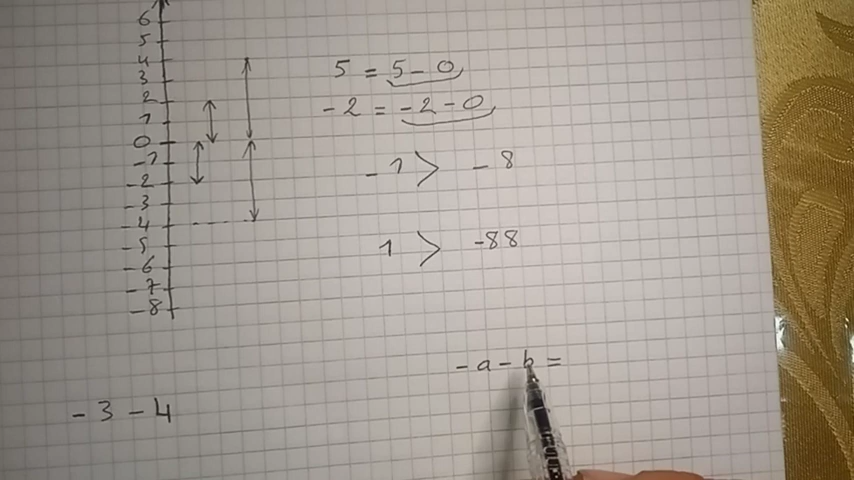 6
5
4
3
2
1
0
-1
-2
-3
-4
-5
-6
-7
-8
5 = 5 - 0
-2 = -2 - 0
-1 > -8
1 > -88
-a - b =
-3 - 4